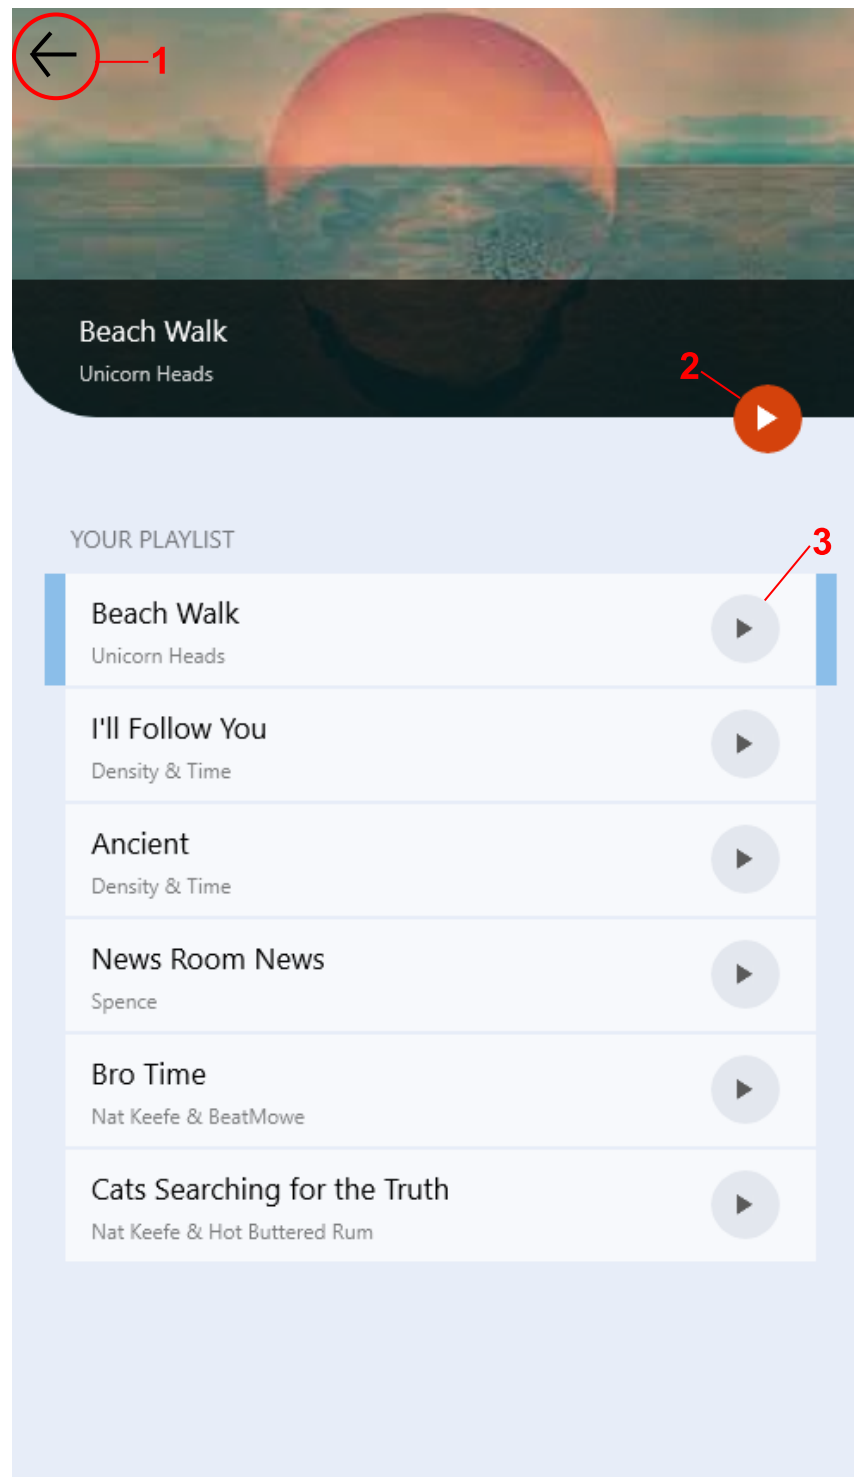 1
Beach Walk
Unicorn Heads
2
YOUR PLAYLIST
3
Beach Walk
Unicorn Heads
I'll Follow You
Density & Time
Ancient
Density & Time
News Room News
Spence
Bro Time
Nat Keefe & BeatMowe
Cats Searching for the Truth
Nat Keefe & Hot Buttered Rum